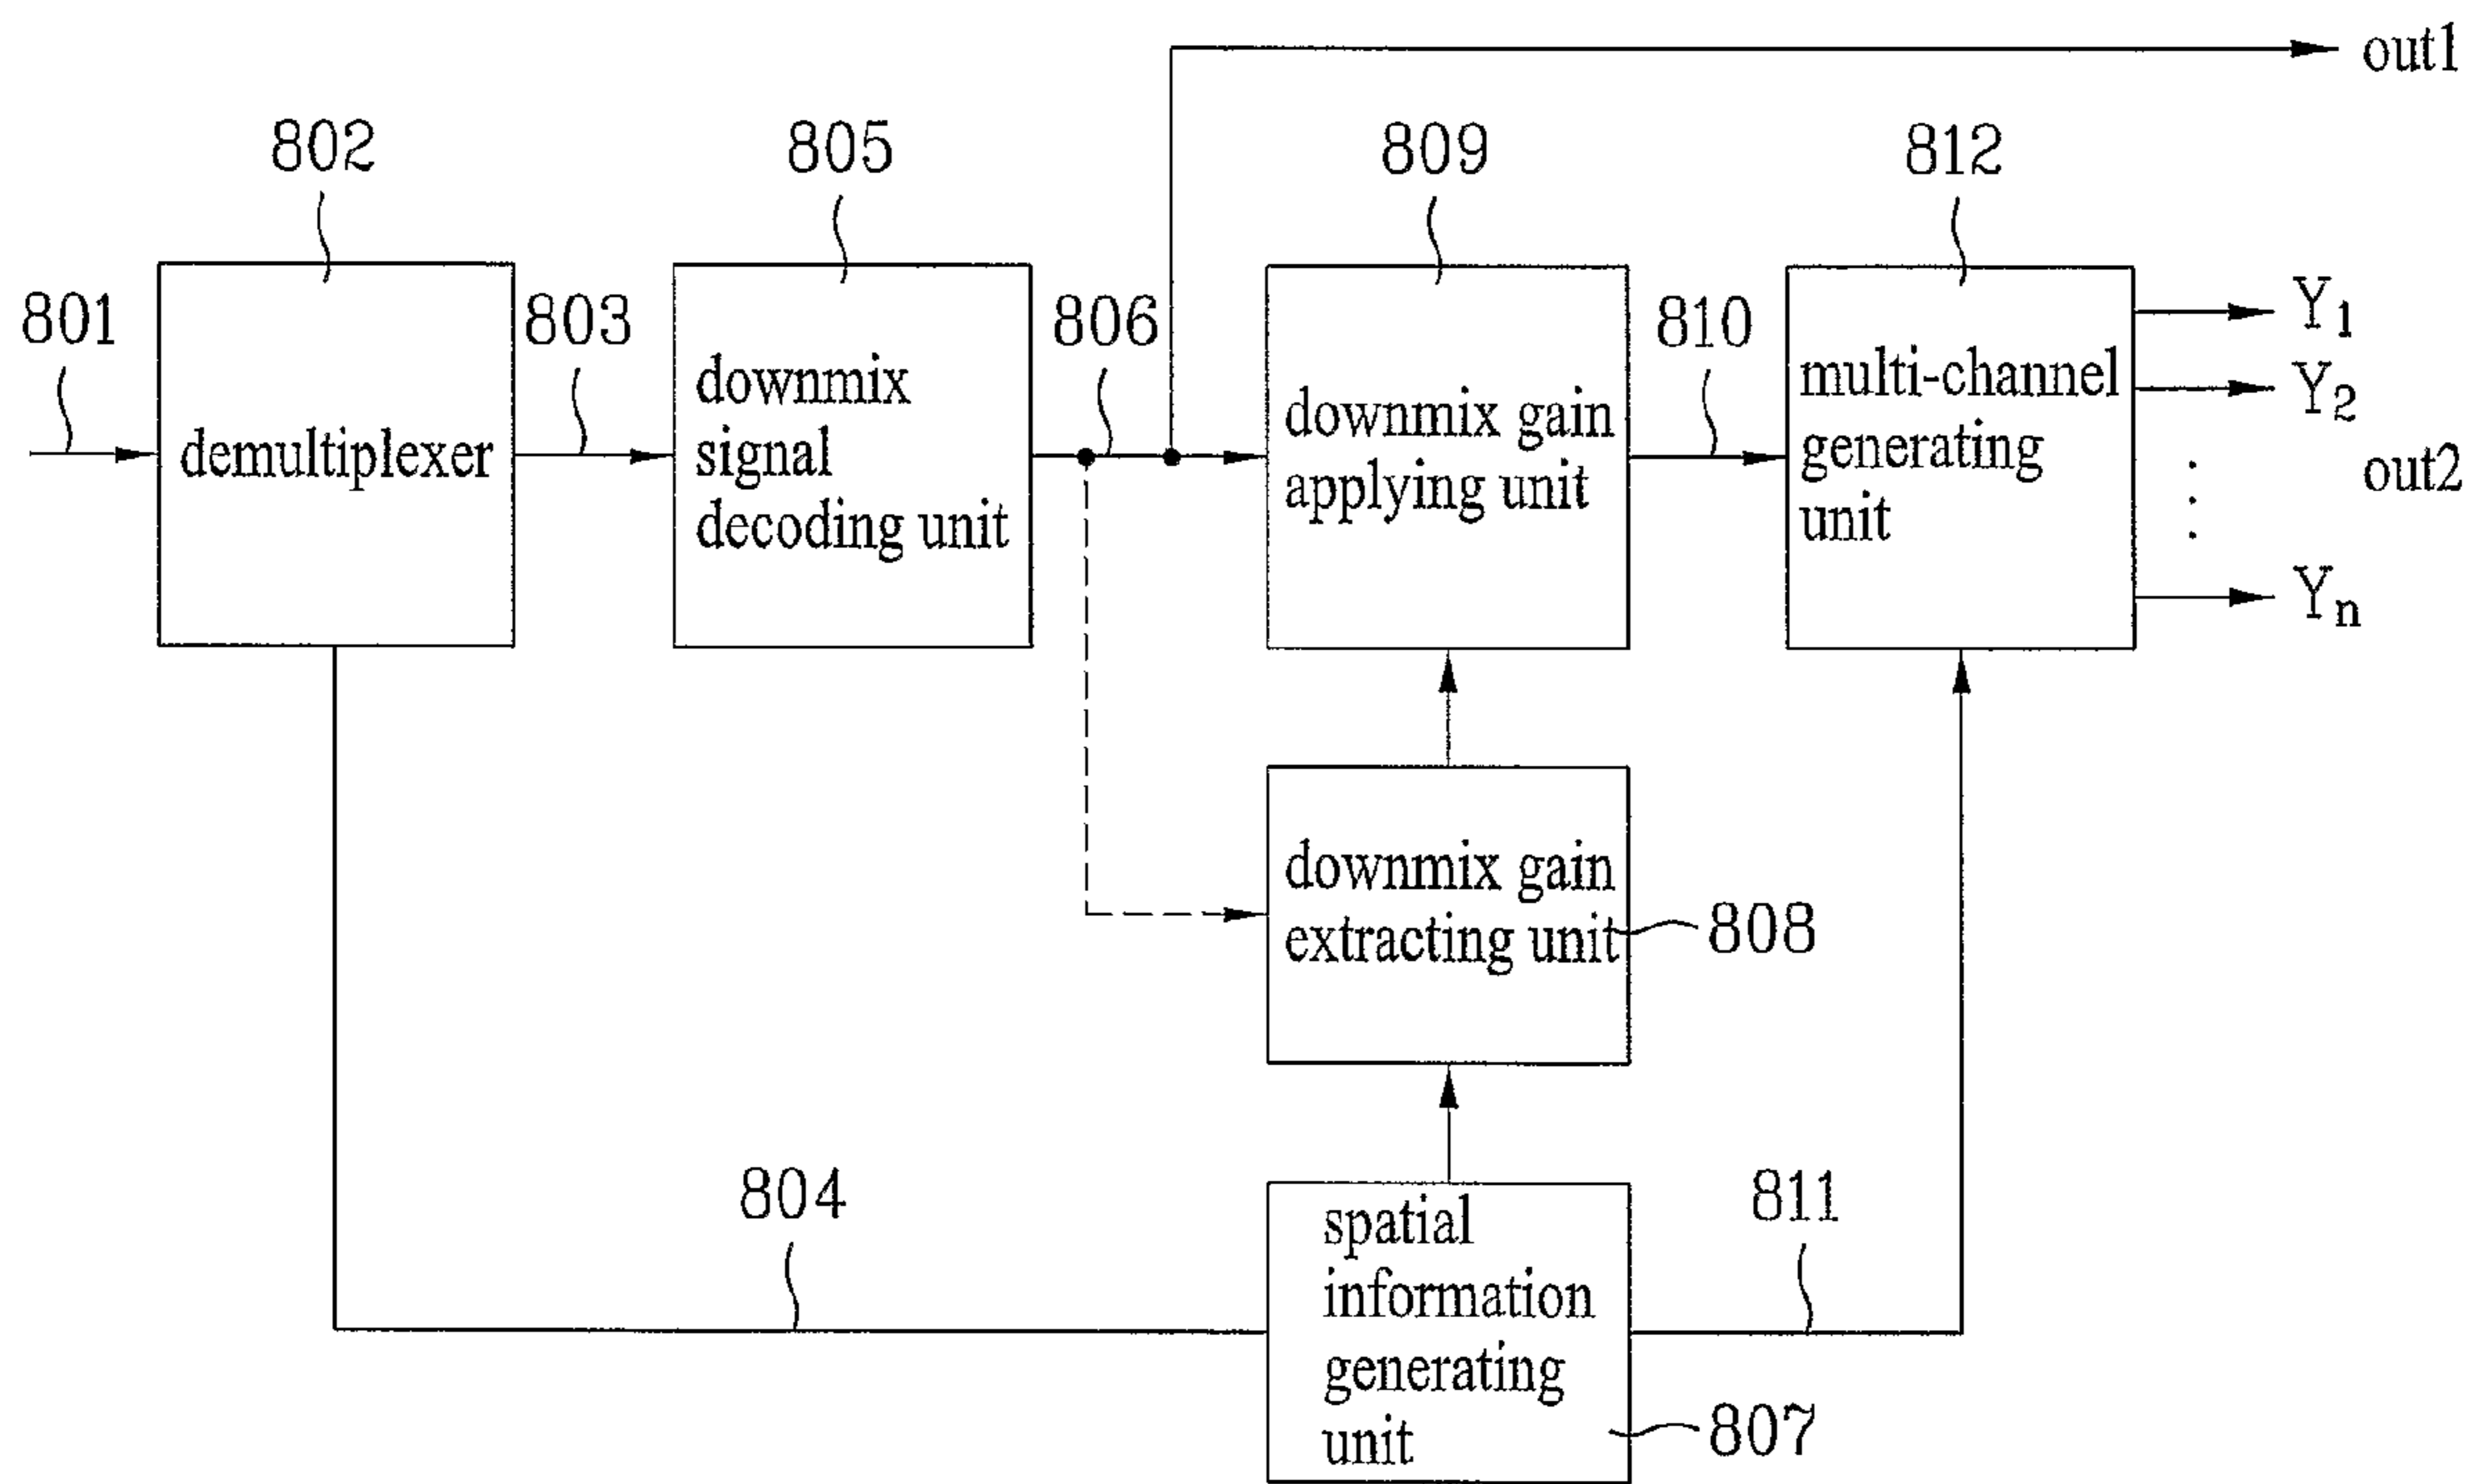 out1
802
805
809
812
801
803
806
810
demultiplexer
downmix
signal
decoding unit
downmix gain
applying unit
multi-channel
generating
unit
Y1
Y2
out2
Yn
downmix gain
extracting unit
808
804
811
spatial
information
generating
unit
807